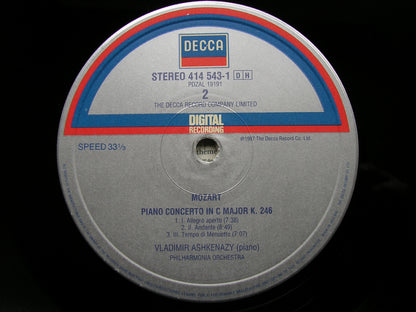 DECCA
STEREO 414 543-1 D H
PDZAL 19191
2
THE DECCA RECORD COMPANY LIMITED
DIGITAL
RECORDING
℗1987 The Decca Record Co., Ltd.
SPEED 33⅓
theme
MOZART
PIANO CONCERTO IN C MAJOR K. 246
1. I. Allegro aperto (7.38)
2. II. Andante (8:49)
3. III. Tempo di Menuetto (7:07)
VLADIMIR ASHKENAZY (piano)
PHILHARMONIA ORCHESTRA